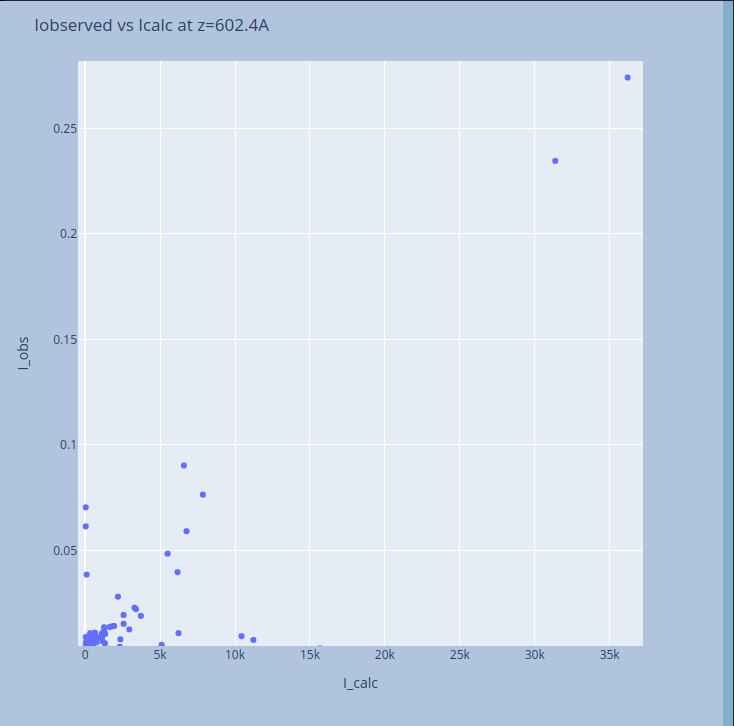 Iobserved vs Icalc at z=602.4A
0.25
0.2
0.15
0.1
0.05
I_obs
0 5k 10k 15k 20k 25k 30k 35k
I_calc